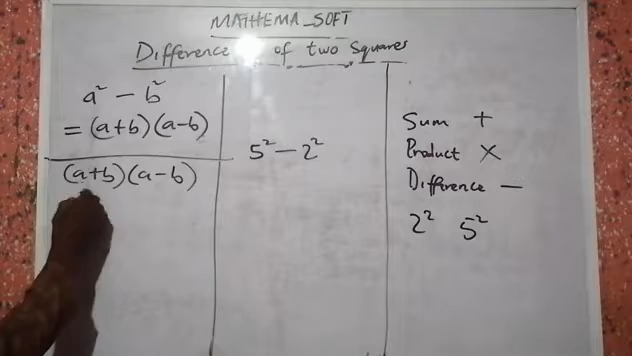 MATHEMA_SOFT
Difference of two Squares
a² - b²
= (a+b)(a-b)
(a+b)(a-b)
5² - 2²
Sum +
Product ×
Difference -
2² 5²